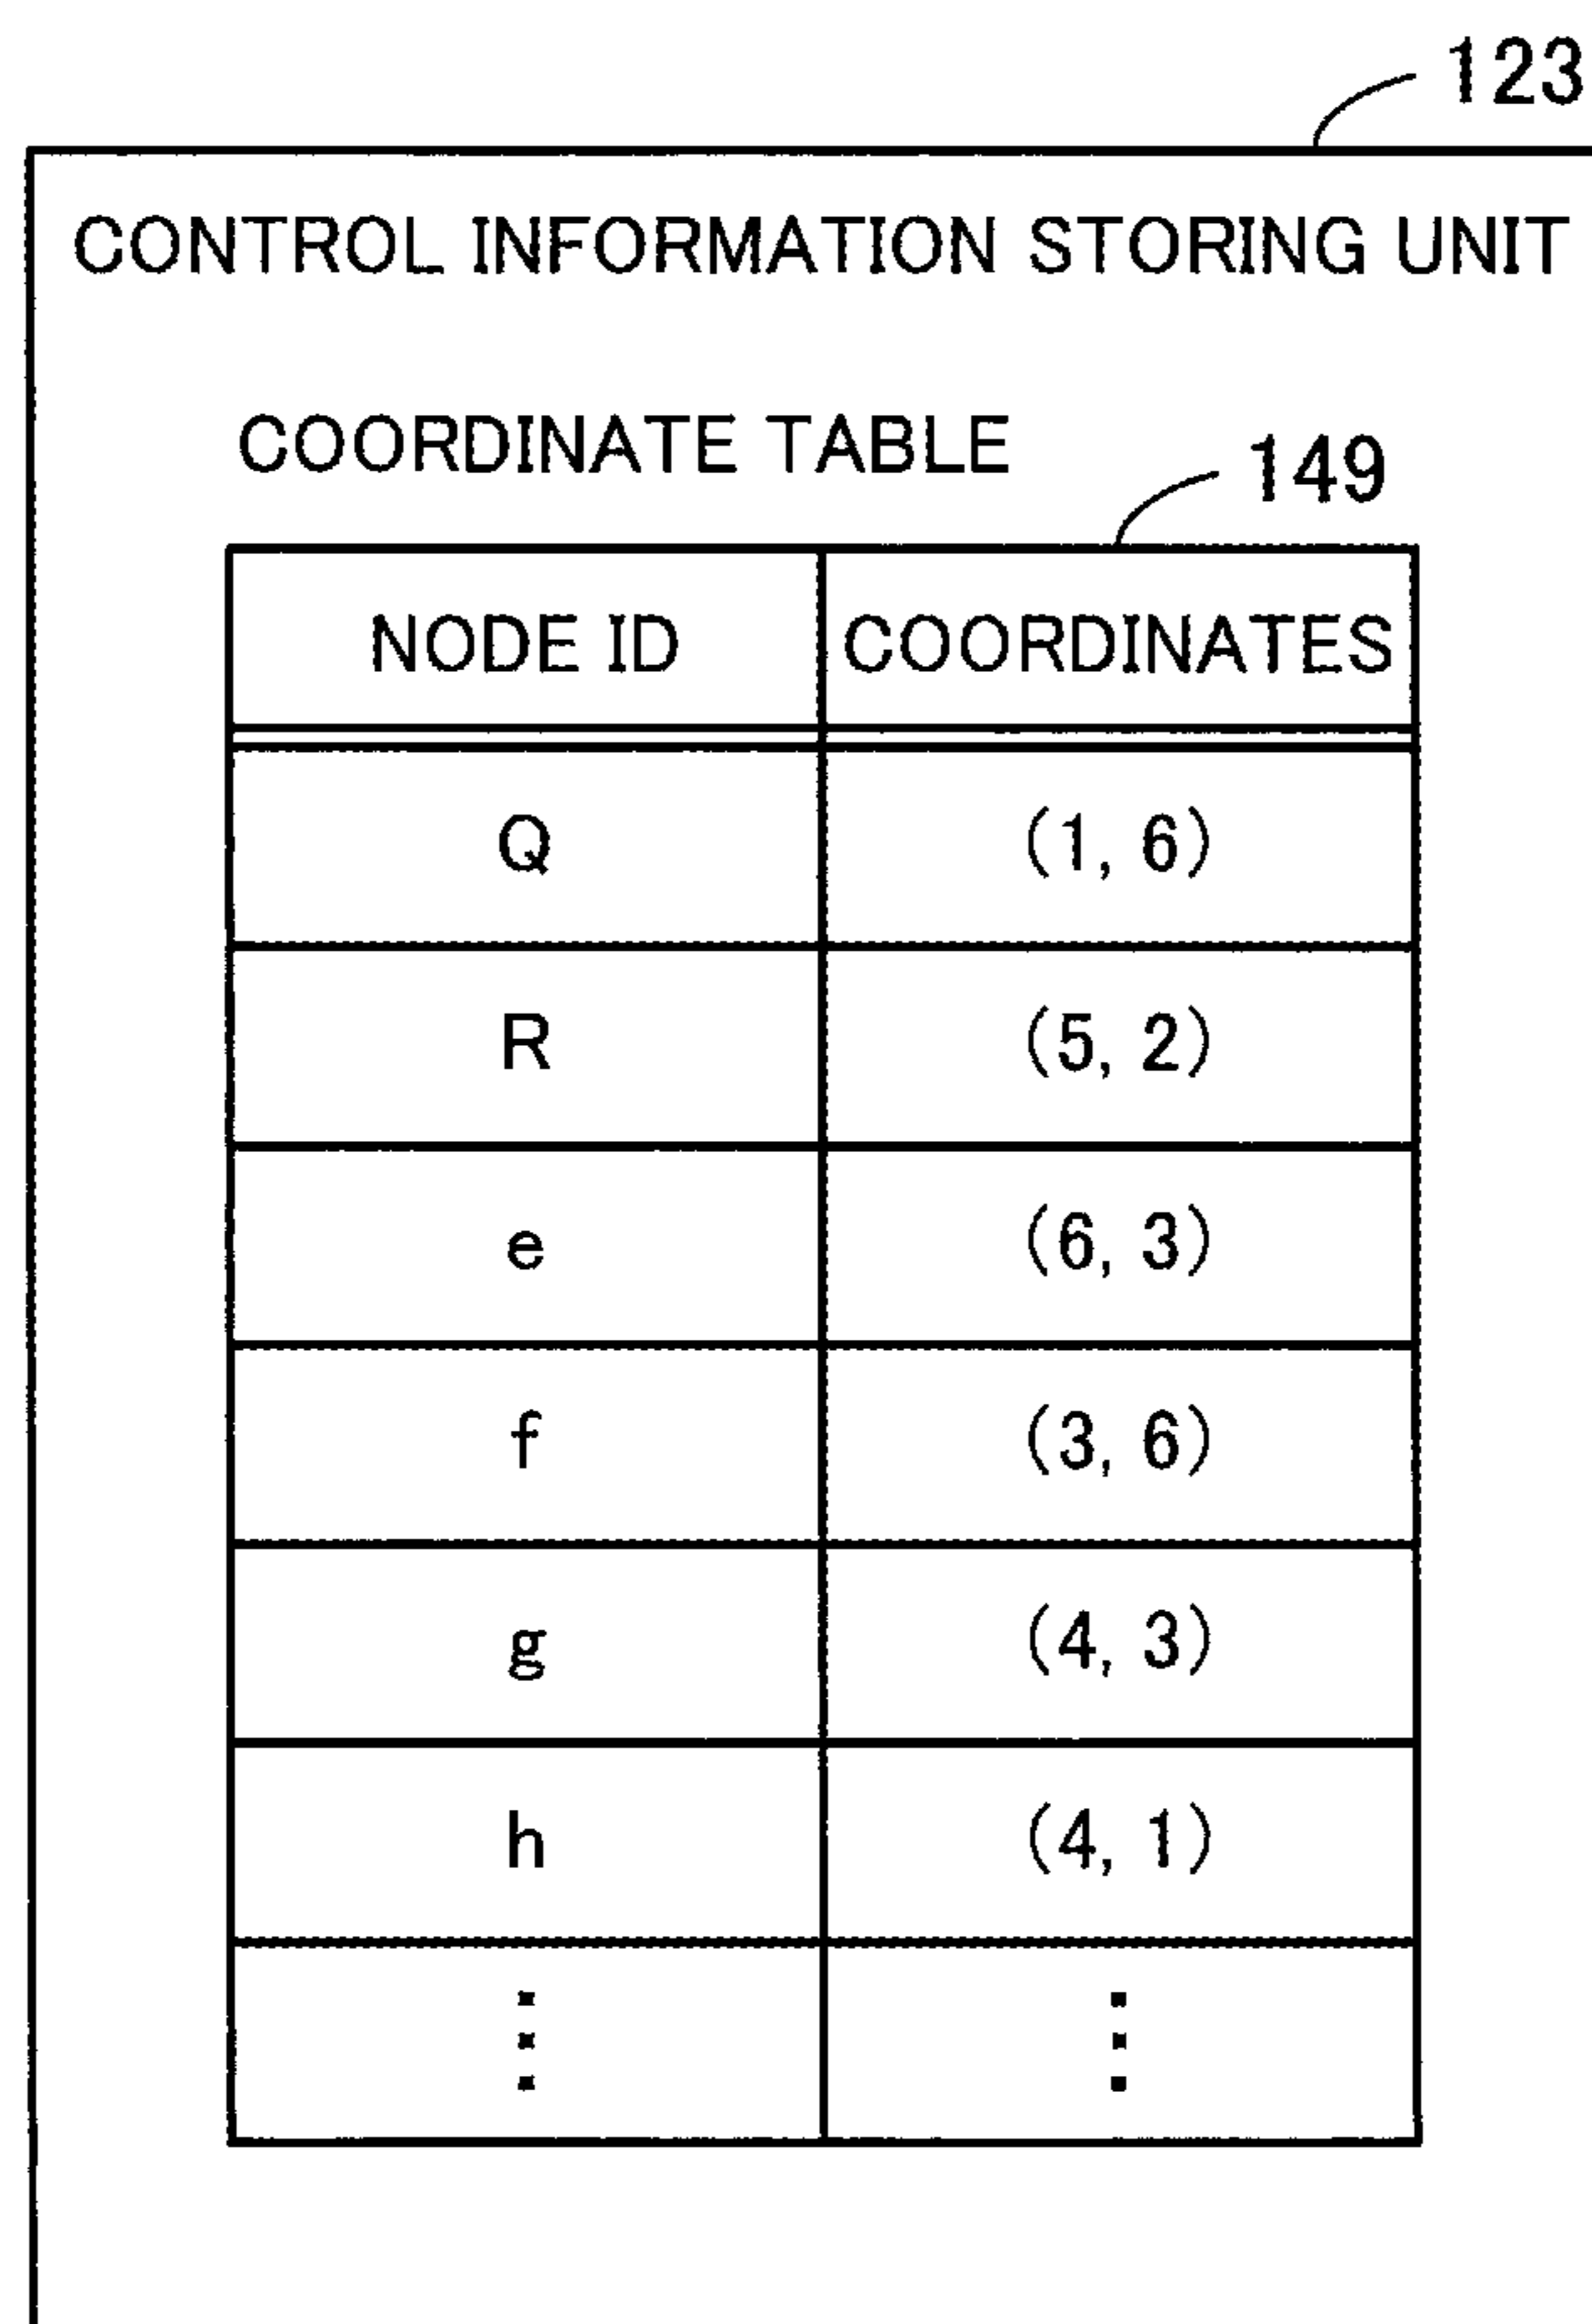 123
CONTROL INFORMATION STORING UNIT
COORDINATE TABLE
149
NODE ID COORDINATES
Q (1, 6)
R (5, 2)
e (6, 3)
f (3, 6)
g (4, 3)
h (4, 1)